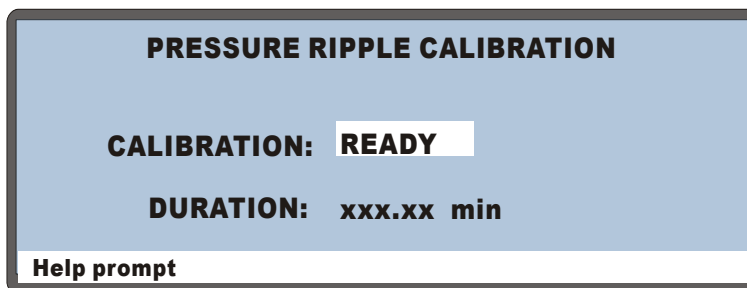 PRESSURE RIPPLE CALIBRATION
CALIBRATION: READY
DURATION: xxx.xx min
Help prompt